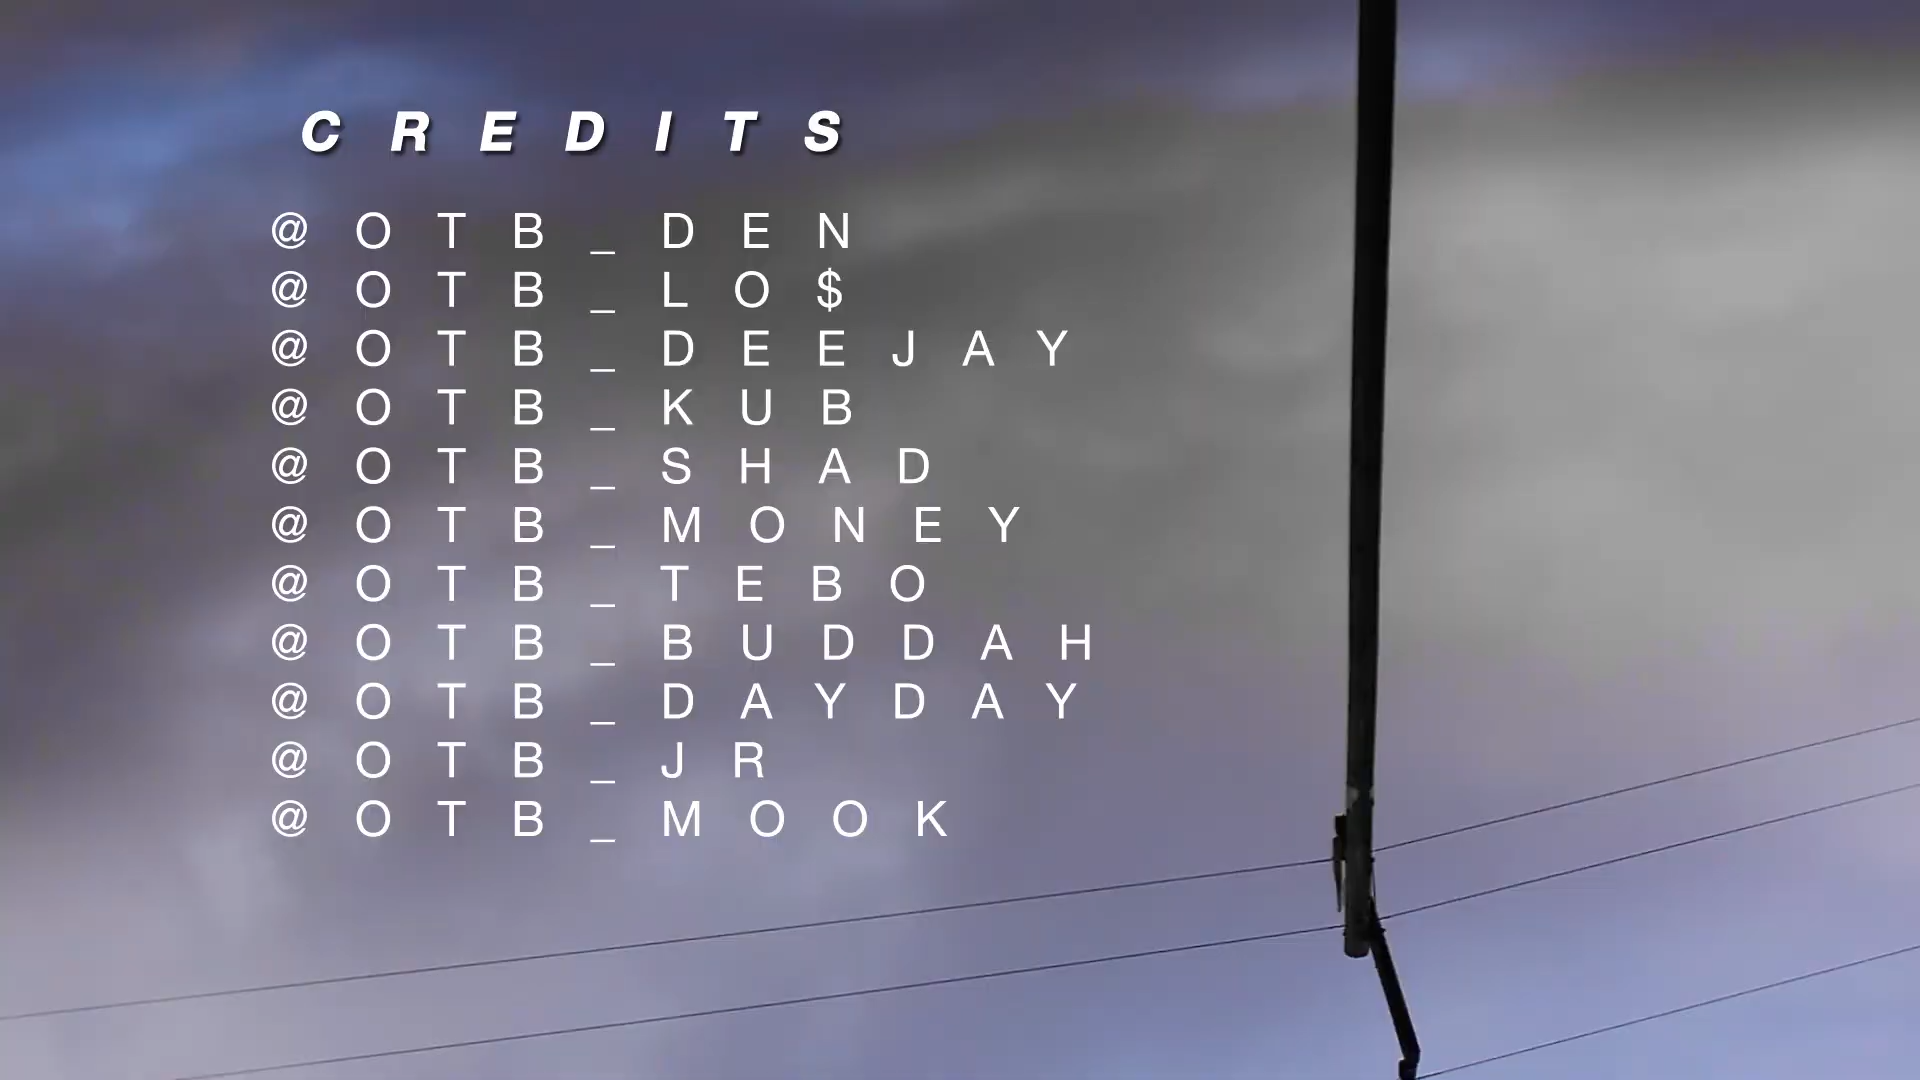 CREDITS
@OTB_DEN
@OTB_LO$
@OTB_DEEJAY
@OTB_KUB
@OTB_SHAD
@OTB_MONEY
@OTB_TEBO
@OTB_BUDDAH
@OTB_DAYDAY
@OTB_JR
@OTB_MOOK